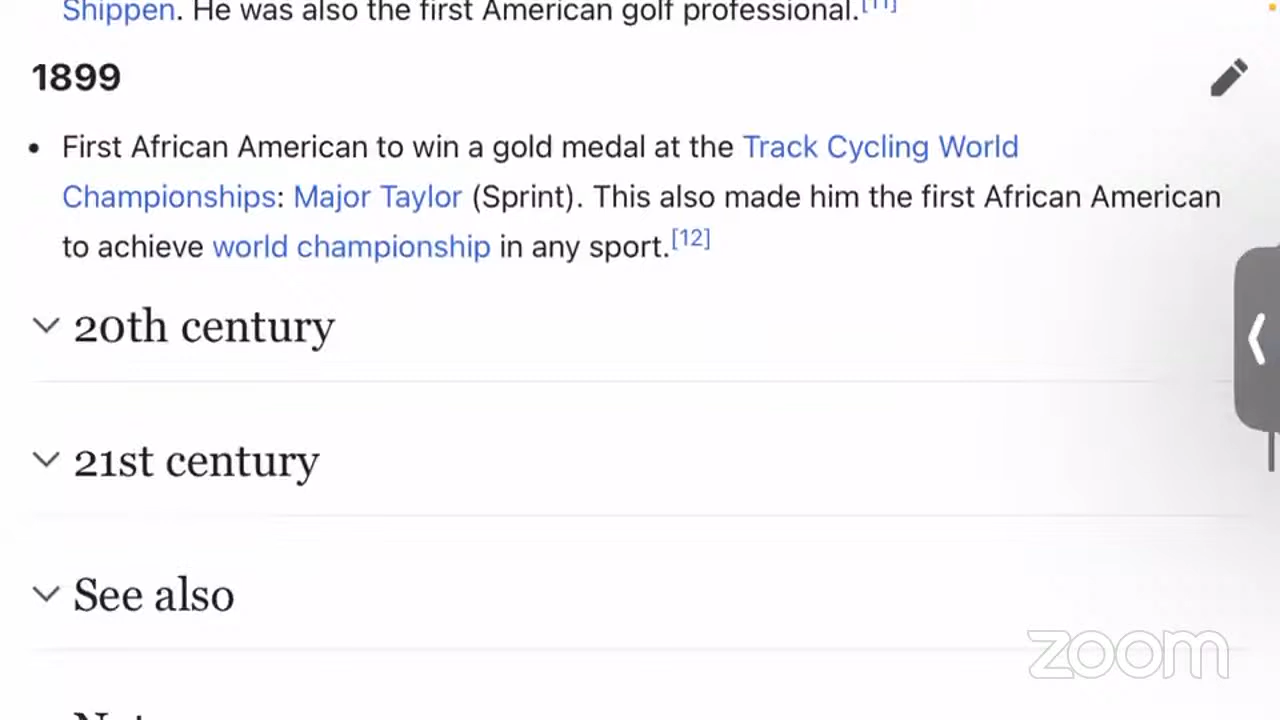 Shippen. He was also the first American golf professional.[11]
1899
• First African American to win a gold medal at the Track Cycling World
Championships: Major Taylor (Sprint). This also made him the first African American
to achieve world championship in any sport.[12]
20th century
21st century
See also
zoom